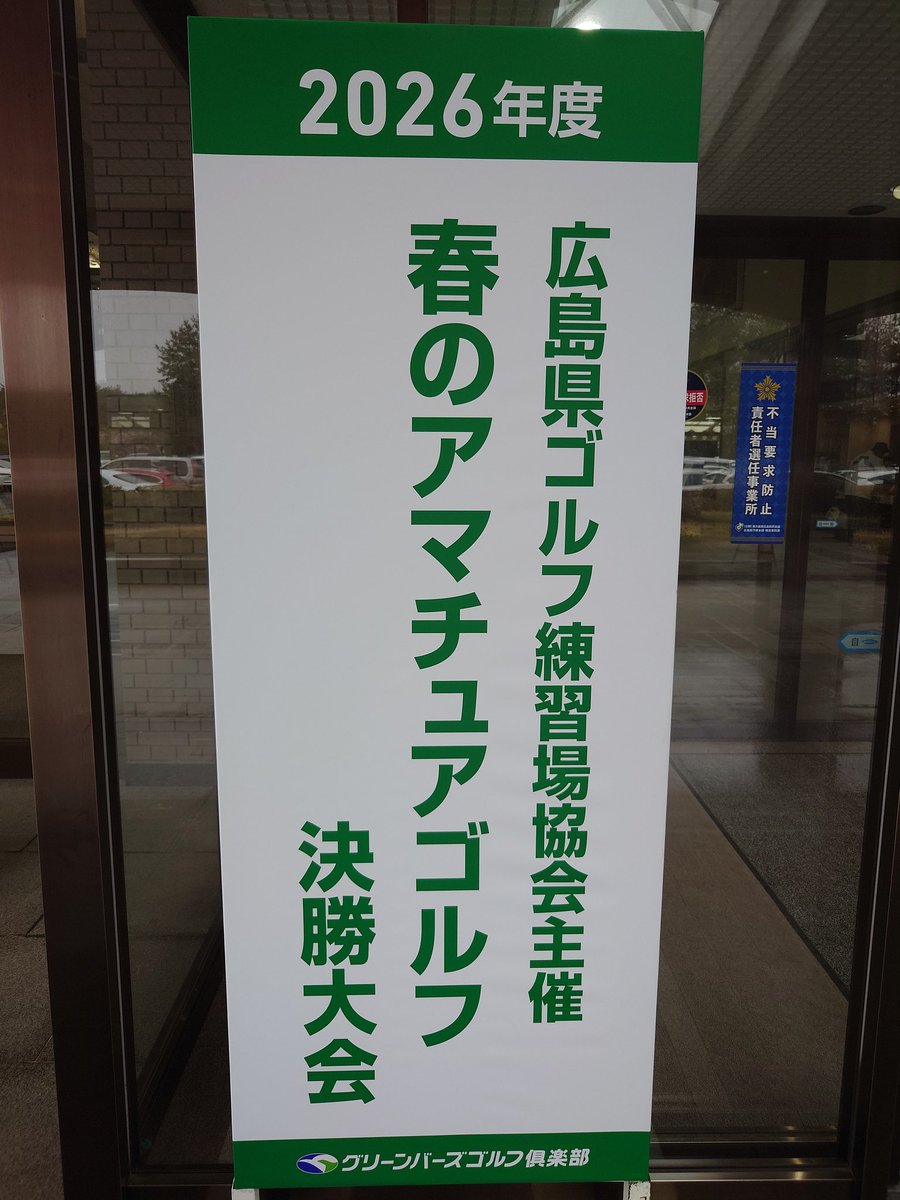 2026年度
広島県ゴルフ練習場協会主催
春のアマチュアゴルフ
決勝大会
グリーンバーズゴルフ倶楽部
不当要求防止
責任者選任事業所
拒否
自